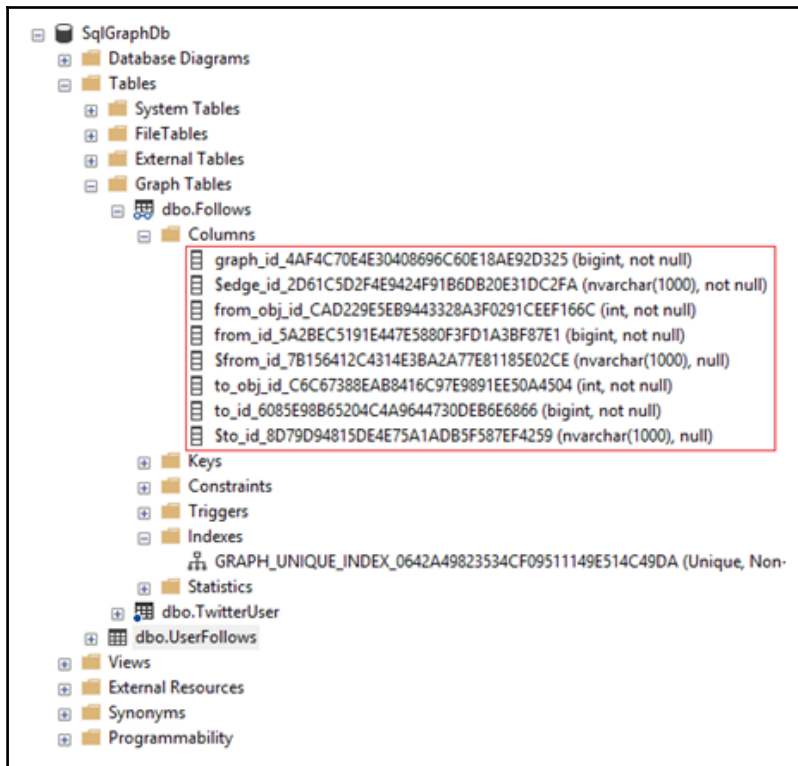 SqlGraphDb
Database Diagrams
Tables
System Tables
FileTables
External Tables
Graph Tables
dbo.Follows
Columns
graph_id_4AF4C70E4E30408696C60E18AE92D325 (bigint, not null)
$edge_id_2D61C5D2F4E9424F91B6DB20E31DC2FA (nvarchar(1000), not null)
from_obj_id_CAD229E5EB9443328A3F0291CEEF166C (int, not null)
from_id_5A2BEC5191E447E5880F3FD1A3BF87E1 (bigint, not null)
$from_id_7B156412C4314E3BA2A77E81185E02CE (nvarchar(1000), null)
to_obj_id_C6C67388EAB8416C97E9891EE50A4504 (int, not null)
to_id_6085E98B65204C4A9644730DEB6E6866 (bigint, not null)
$to_id_8D79D94815DE4E75A1ADB5F587EF4259 (nvarchar(1000), null)
Keys
Constraints
Triggers
Indexes
GRAPH_UNIQUE_INDEX_0642A49823534CF09511149E514C49DA (Unique, Non-
Statistics
dbo.TwitterUser
dbo.UserFollows
Views
External Resources
Synonyms
Programmability